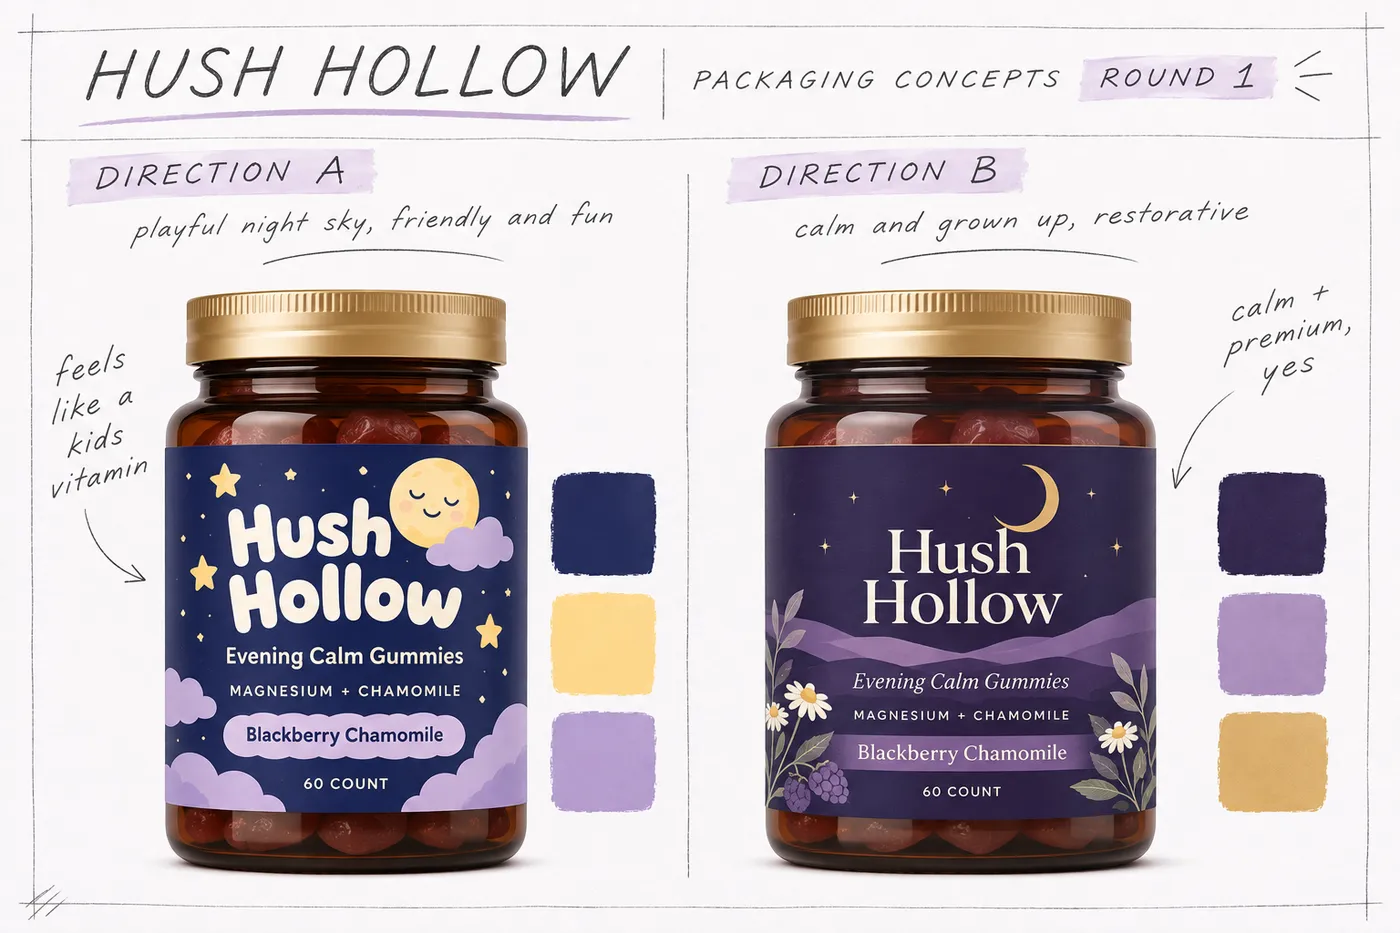 HUSH HOLLOW
PACKAGING CONCEPTS
ROUND 1
DIRECTION A
playful night sky, friendly and fun
feels
like a
kids
vitamin
Hush
Hollow
Evening Calm Gummies
MAGNESIUM + CHAMOMILE
Blackberry Chamomile
60 COUNT
DIRECTION B
calm and grown up, restorative
calm +
premium,
yes
Hush
Hollow
Evening Calm Gummies
MAGNESIUM + CHAMOMILE
Blackberry Chamomile
60 COUNT